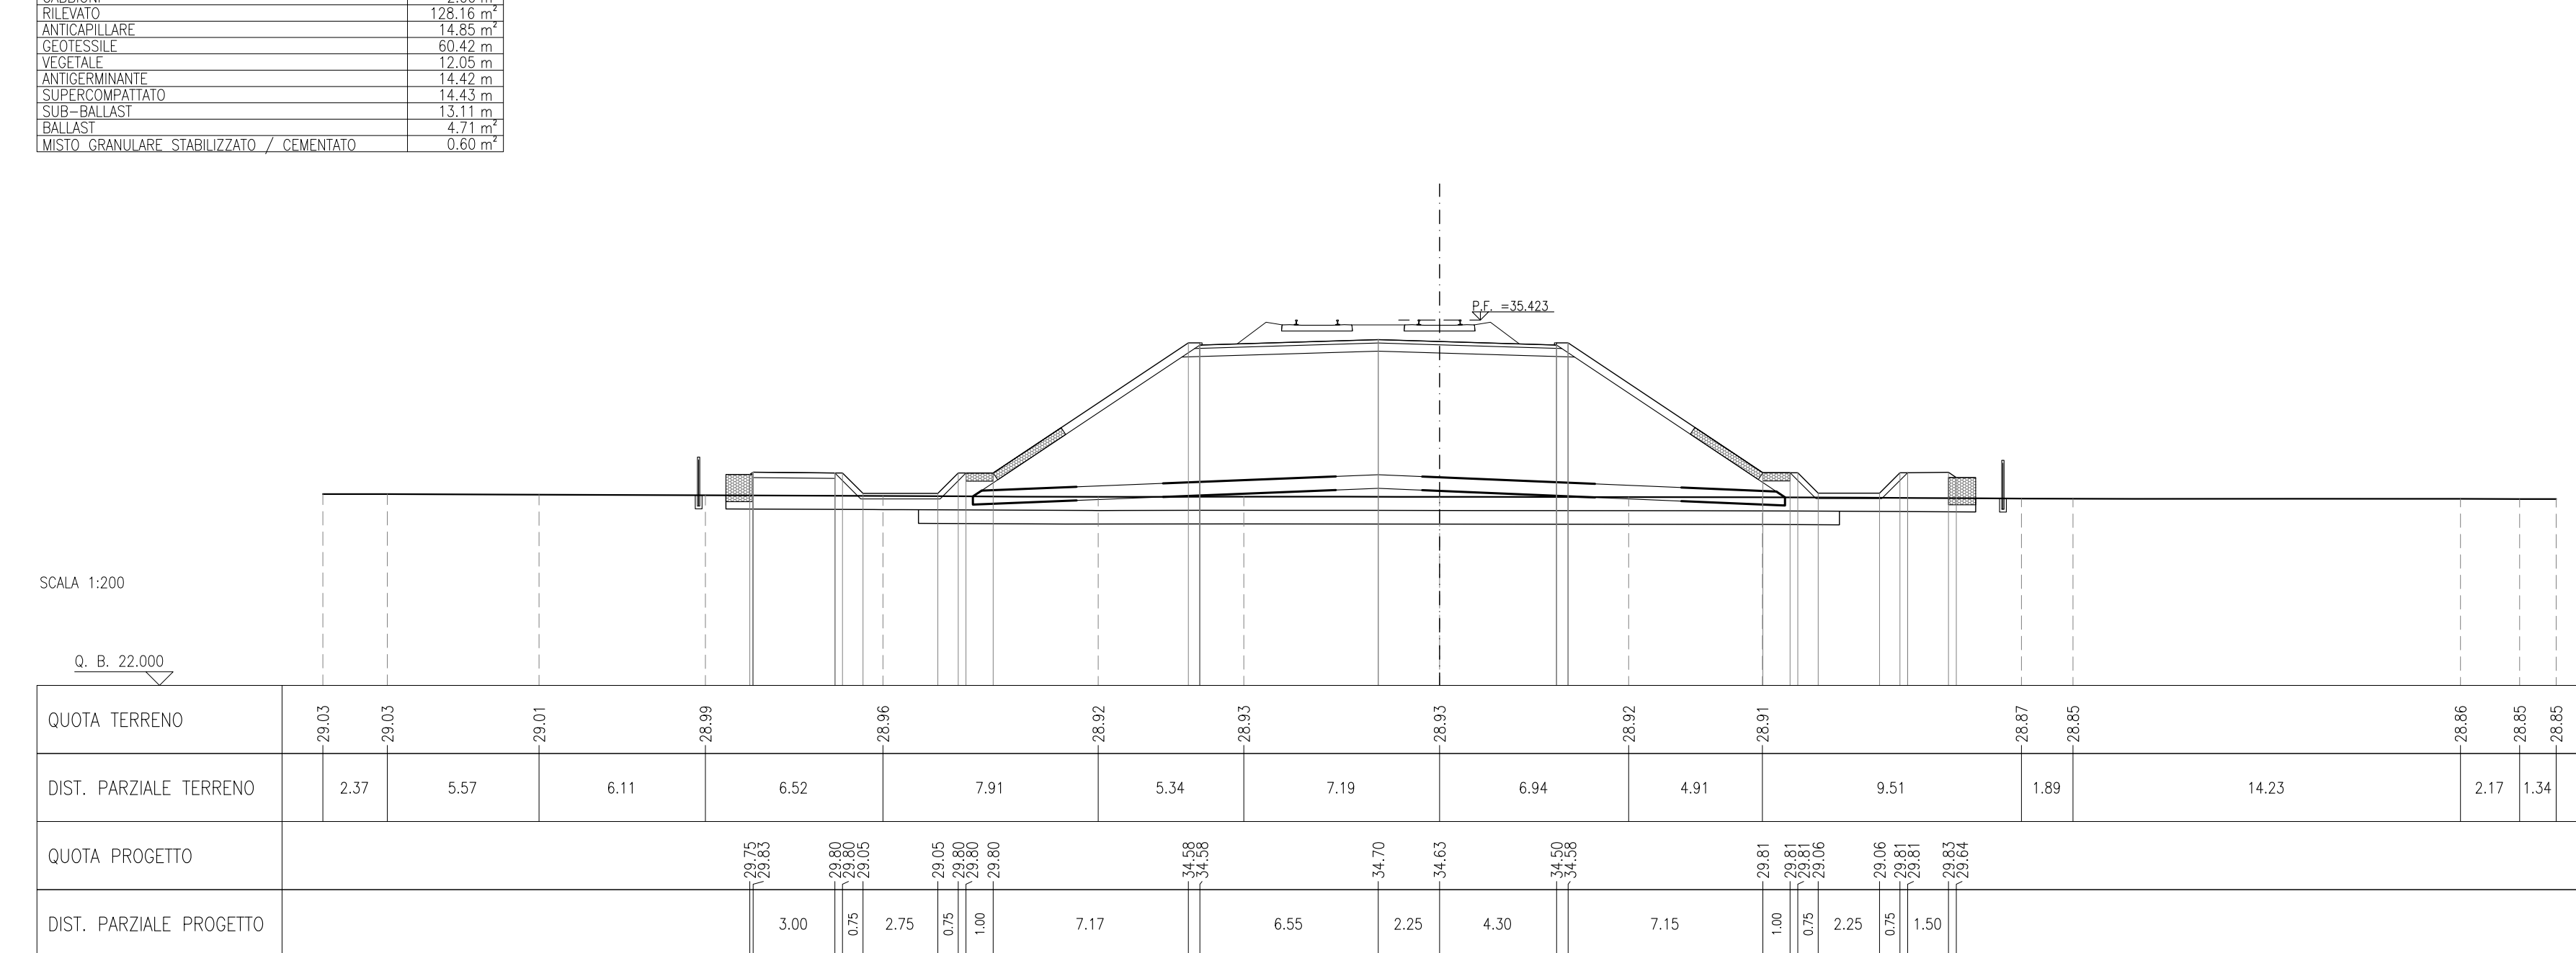 RILEVATO 128.16 m²
ANTICAPILLARE 14.85 m²
GEOTESSILE 60.42 m
VEGETALE 12.05 m
ANTIGERMINANTE 14.42 m
SUPERCOMPATTATO 14.43 m
SUB-BALLAST 13.11 m
BALLAST 4.71 m²
MISTO GRANULARE STABILIZZATO / CEMENTATO 0.60 m²
P.F. =35.423
SCALA 1:200
Q. B. 22.000
QUOTA TERRENO 29.03 29.03 29.01 28.99 28.96 28.92 28.93 28.93 28.92 28.91 28.87 28.85 28.86 28.85 28.85
DIST. PARZIALE TERRENO 2.37 5.57 6.11 6.52 7.91 5.34 7.19 6.94 4.91 9.51 1.89 14.23 2.17 1.34
QUOTA PROGETTO 29.75 29.83 29.80 29.80 29.05 29.05 29.80 29.80 29.80 34.58 34.58 34.70 34.63 34.50 34.58 29.81 29.81 29.81 29.06 29.06 29.81 29.81 29.83 29.64
DIST. PARZIALE PROGETTO 3.00 0.75 2.75 0.75 1.00 7.17 6.55 2.25 4.30 7.15 1.00 0.75 2.25 0.75 1.50